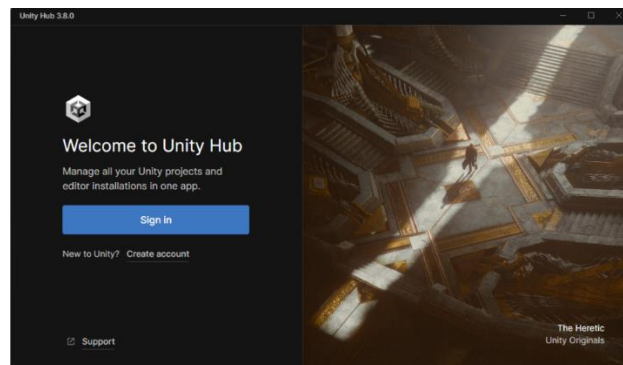 Unity Hub 3.8.0
Welcome to Unity Hub
Manage all your Unity projects and
editor installations in one app.
Sign in
New to Unity? Create account
Support
The Heretic
Unity Originals